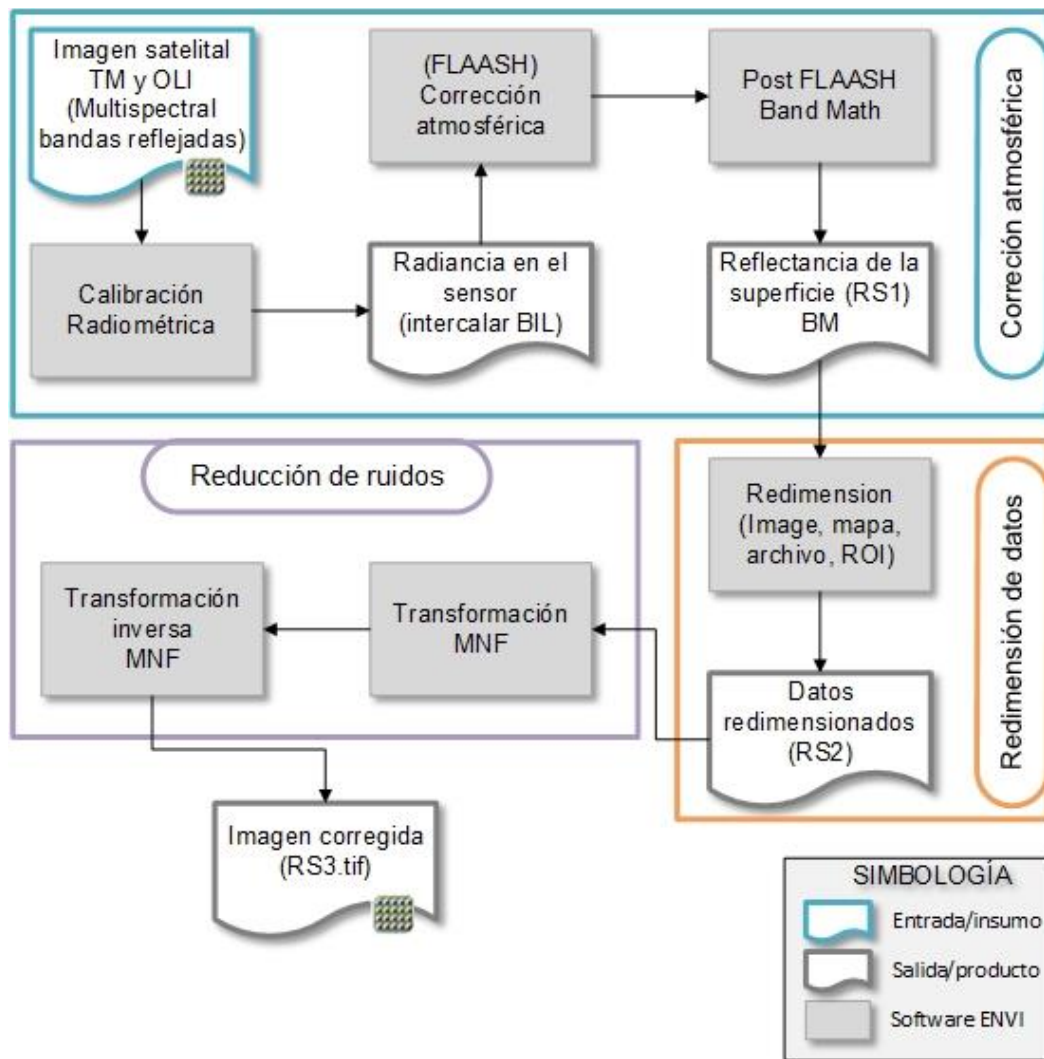 Imagen satelital
TM y OLI
(Multispectral
bandas reflejadas)
(FLAASH)
Corrección
atmosférica
Post FLAASH
Band Math
Correción atmosférica
Calibración
Radiométrica
Radiancia en el
sensor
(intercalar BIL)
Reflectancia de la
superficie (RS1)
BM
Reducción de ruidos
Redimension
(Image, mapa,
archivo, ROI)
Redimensión de datos
Transformación
inversa
MNF
Transformación
MNF
Datos
redimensionados
(RS2)
Imagen corregida
(RS3.tif)
SIMBOLOGÍA
Entrada/insumo
Salida/producto
Software ENVI